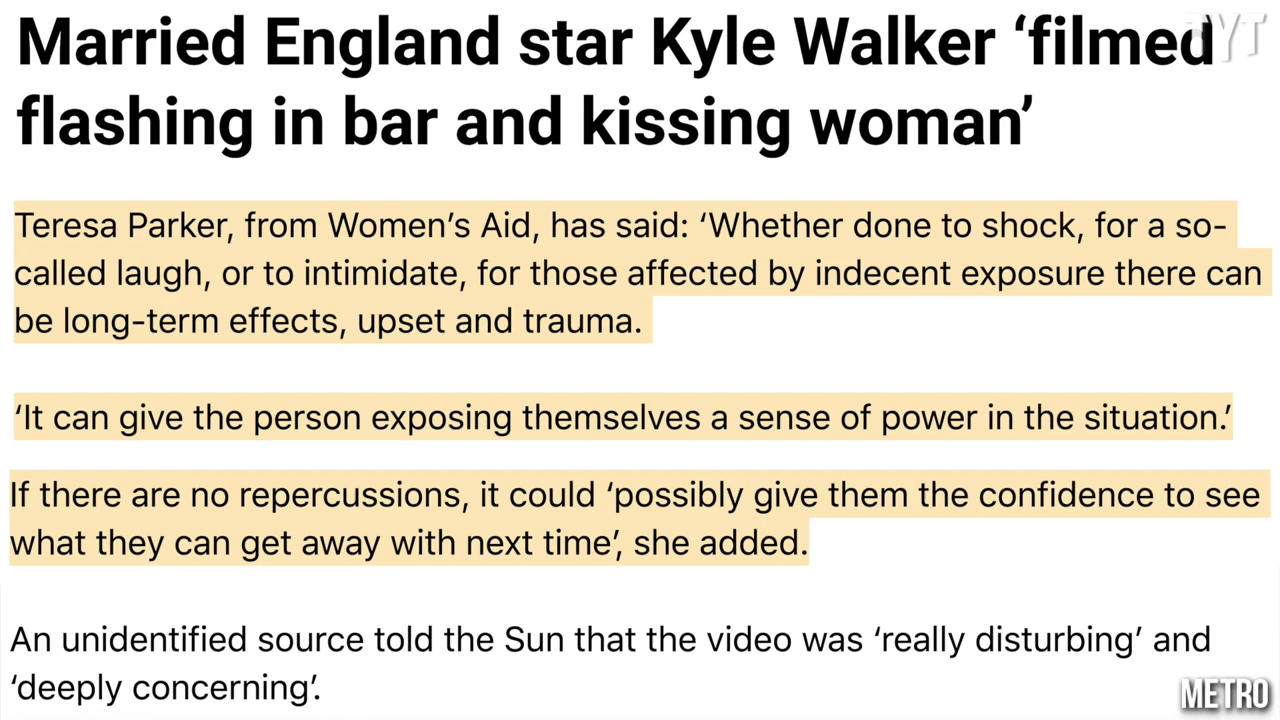 Married England star Kyle Walker ‘filmed
flashing in bar and kissing woman’
TYT
Teresa Parker, from Women’s Aid, has said: ‘Whether done to shock, for a so-
called laugh, or to intimidate, for those affected by indecent exposure there can
be long-term effects, upset and trauma.
‘It can give the person exposing themselves a sense of power in the situation.’
If there are no repercussions, it could ‘possibly give them the confidence to see
what they can get away with next time’, she added.
An unidentified source told the Sun that the video was ‘really disturbing’ and
‘deeply concerning’.
METRO